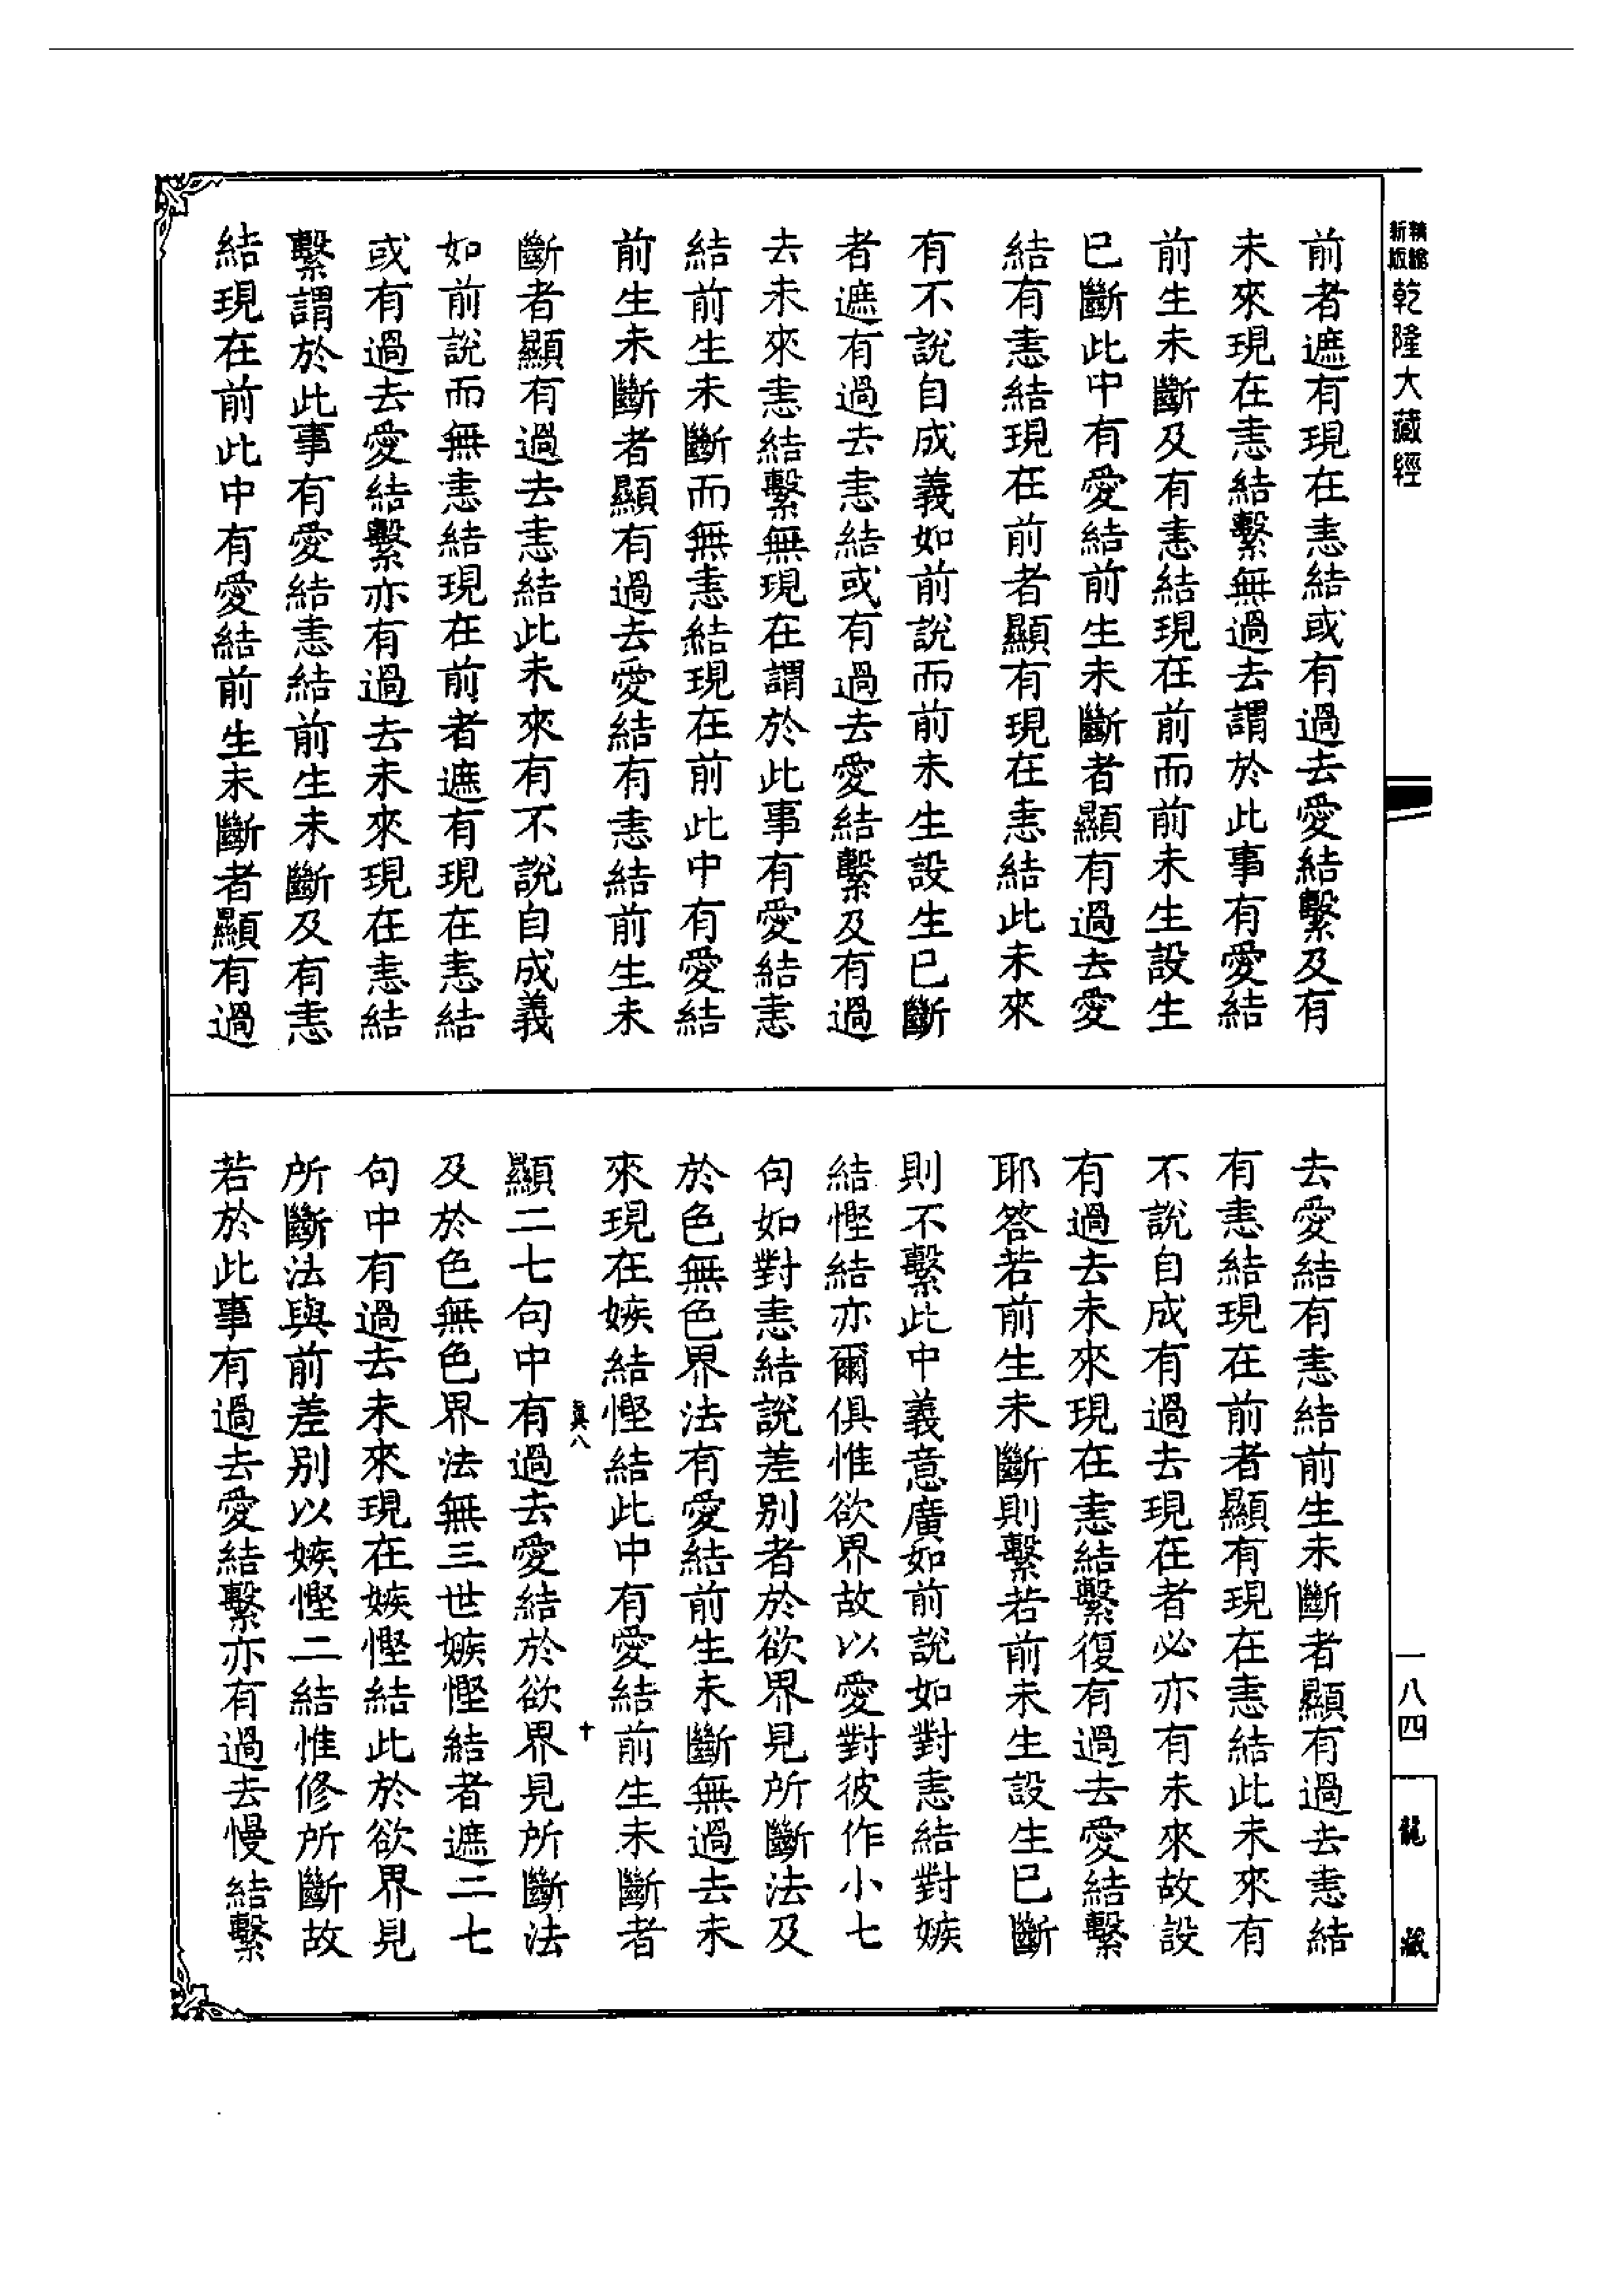 新版
乾隆大藏經
前者遮有現在恚結或有過去愛結繫及有
未來現在恚結繫無過去謂於此事有愛結
前生未斷及有恚結現在前而前未生設生
已斷此中有愛結前生未斷者顯有過去愛
結有恚結現在前者顯有現在恚結此未來
有不說自成義如前說而前未生設生已斷
者遮有過去恚結或有過去愛結繫及有過
去未來恚結繫無現在謂於此事有愛結恚
結前生未斷而無恚結現在前此中有愛結
前生未斷者顯有過去愛結有恚結前生未
斷者顯有過去恚結此未來有不說自成義
如前說而無恚結現在前者遮有現在恚結
或有過去愛結繫亦有過去未來現在恚結
繫謂於此事有愛結恚結前生未斷及有恚
結現在前此中有愛結前生未斷者顯有過
去愛結有恚結前生未斷者顯有過去恚結
有恚結現在前者顯有現在恚結此未來有
不說自成有過去現在者必亦有未來故設
有過去未來現在恚結繫復有過去愛結繫
耶答若前生未斷則繫若前未生設生已斷
則不繫此中義意廣如前說如對恚結對嫉
結慳結亦爾俱惟欲界故以愛對彼作小七
句如對恚結說差別者於欲界見所斷法及
於色無色界法有愛結前生未斷無過去未
來現在嫉結慳結此中有愛結前生未斷者
真八
十
顯二七句中有過去愛結於欲界見所斷法
及於色無色界法無三世嫉慳結者遮二七
句中有過去未來現在嫉慳結此於欲界見
所斷法與前差別以嫉慳二結惟修所斷故
若於此事有過去愛結繫亦有過去慢結繫
一八四
龍藏